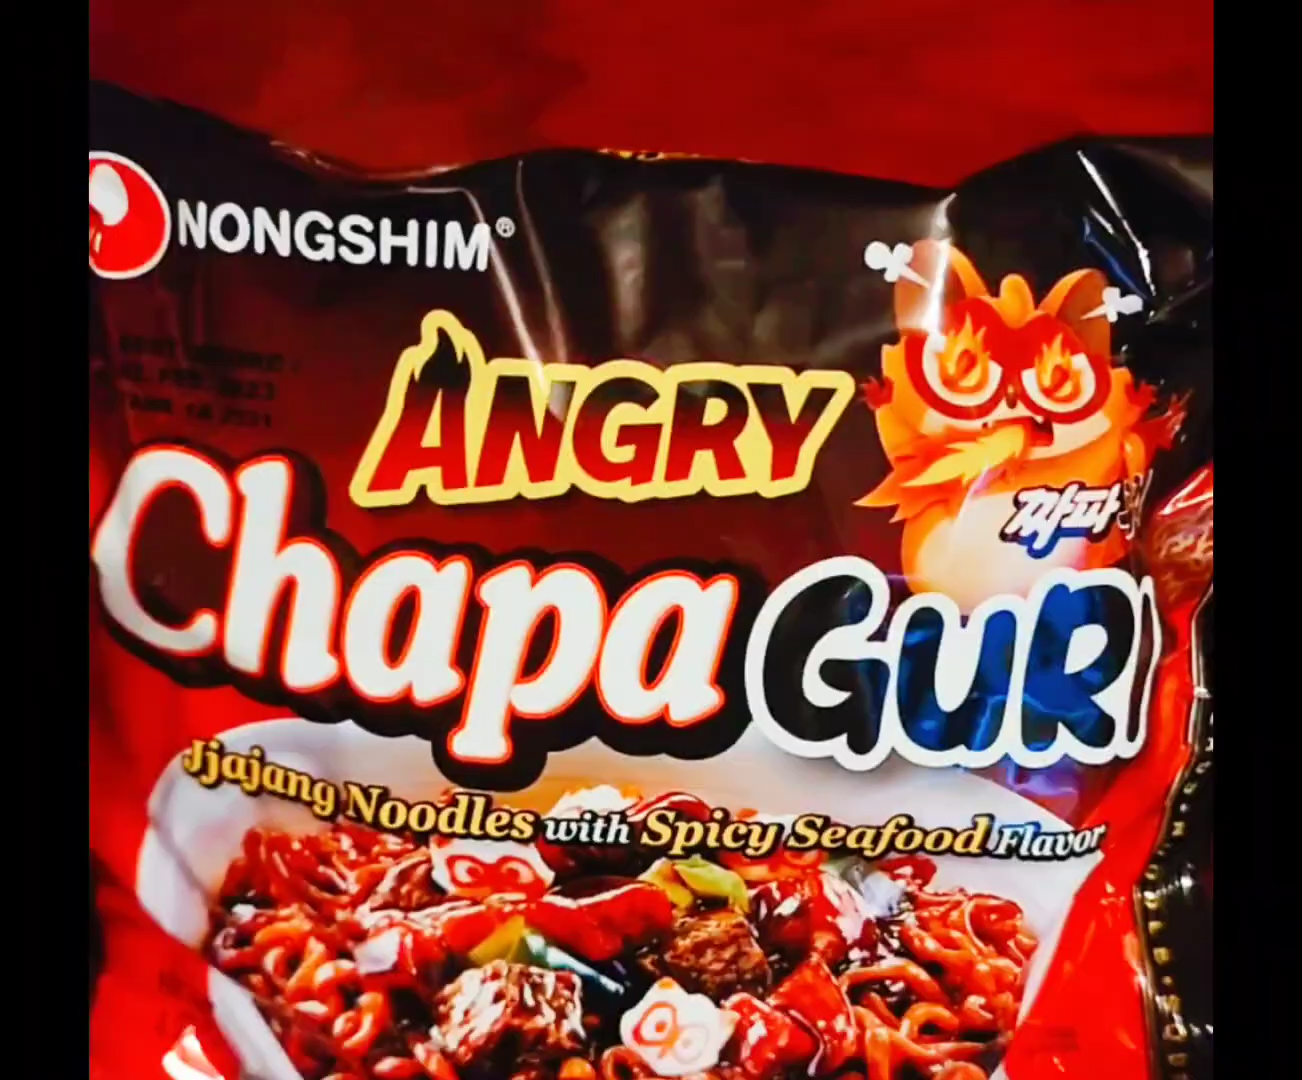 NONGSHIM®
ANGRY
짜파
Chapa GURI
Jjajang Noodles with Spicy Seafood Flavor